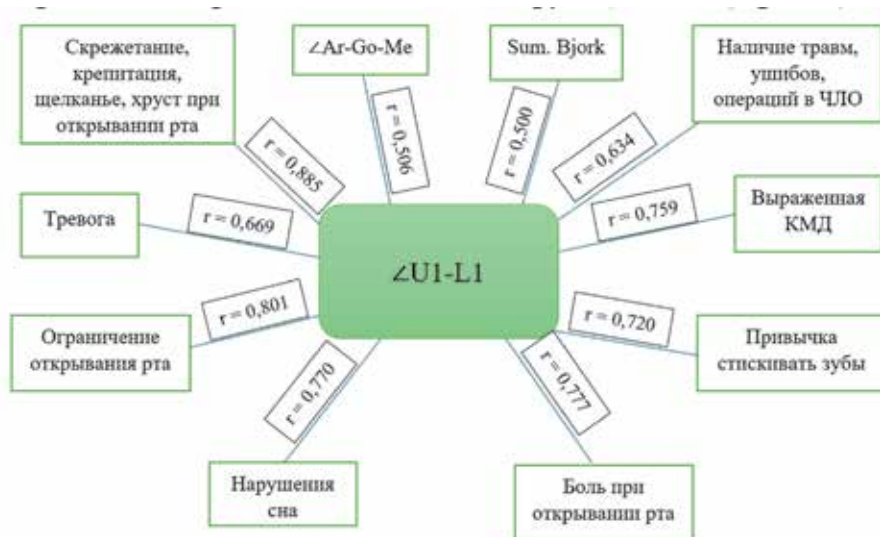 Скрежетание,
крепитация,
щелканье, хруст при
открывании рта
∠Ar-Go-Me
Sum. Bjork
Наличие травм,
ушибов,
операций в ЧЛО
r = 0,885
r = 0,506
r = 0,500
r = 0,634
Тревога
r = 0,669
r = 0,759
Выраженная
КМД
∠U1-L1
Ограничение
открывания рта
r = 0,801
r = 0,720
Привычка
стискивать зубы
r = 0,770
r = 0,777
Нарушения
сна
Боль при
открывании рта